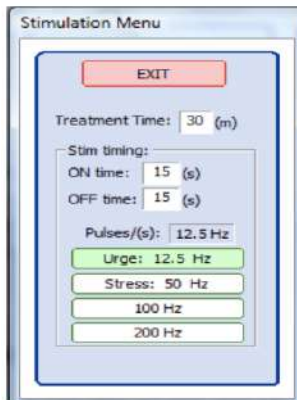 Stimulation Menu
EXIT
Treatment Time: 30 (m)
Stim timing:
ON time: 15 (s)
OFF time: 15 (s)
Pulses/(s): 12.5 Hz
Urge: 12.5 Hz
Stress: 50 Hz
100 Hz
200 Hz